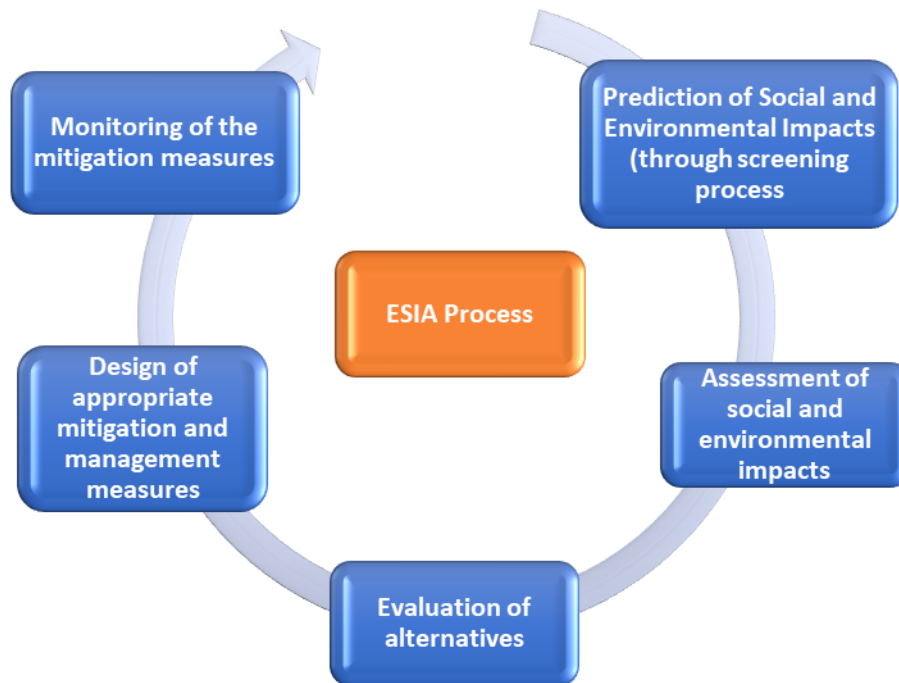 Prediction of Social and
Environmental Impacts
(through screening
process
Assessment of
social and
environmental
impacts
Evaluation of
alternatives
Design of
appropriate
mitigation and
management
measures
Monitoring of the
mitigation measures
ESIA Process